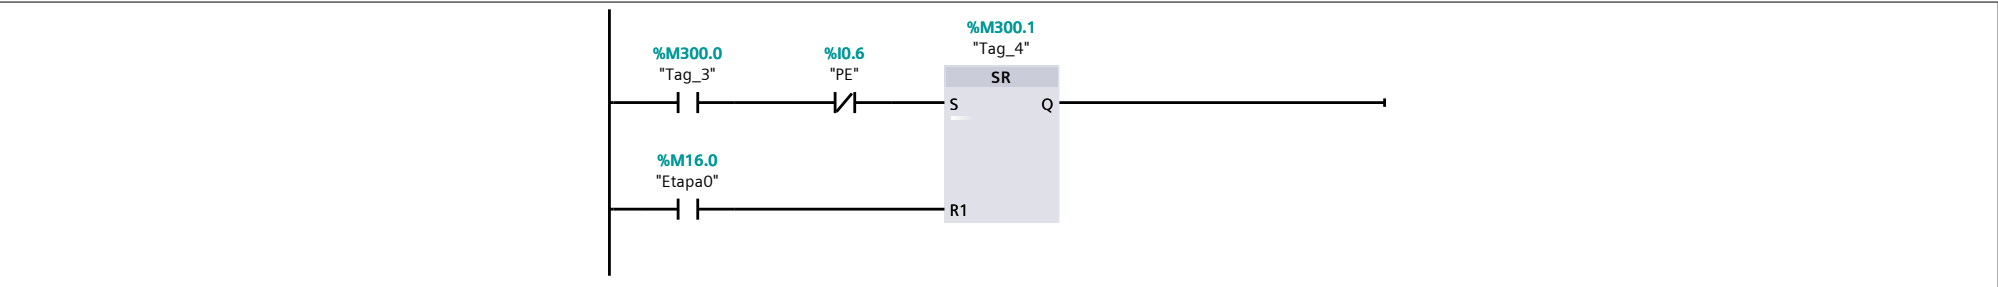 %M300.1
"Tag_4"
%M300.0
"Tag_3"
%I0.6
"PE"
SR
S
Q
%M16.0
"Etapa0"
R1